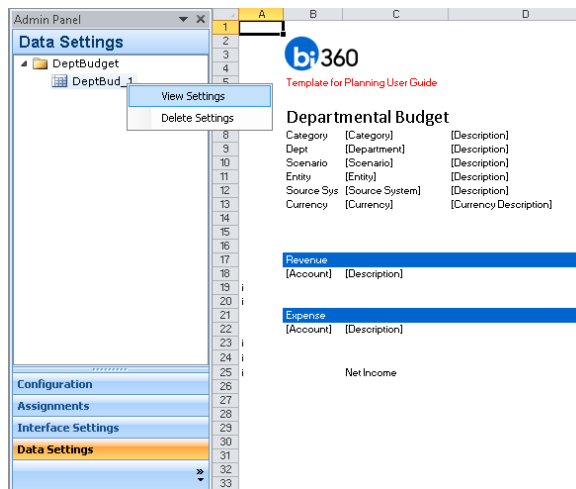 Admin Panel
Data Settings
DeptBudget
DeptBud_1
View Settings
Delete Settings
Configuration
Assignments
Interface Settings
Data Settings
»
A B C D
1
2
3 bi360
4
5 Template for Planning User Guide
Departmental Budget
8 Category [Category] [Description]
9 Dept [Department] [Description]
10 Scenario [Scenario] [Description]
11 Entity [Entity] [Description]
12 Source Sys [Source System] [Description]
13 Currency [Currency] [Currency Description]
14
15
16
17 Revenue
18 [Account] [Description]
19 i
20 i
21 Expense
22 [Account] [Description]
23 i
24 i
25 i Net Income
26
27
28
29
30
31
32
33